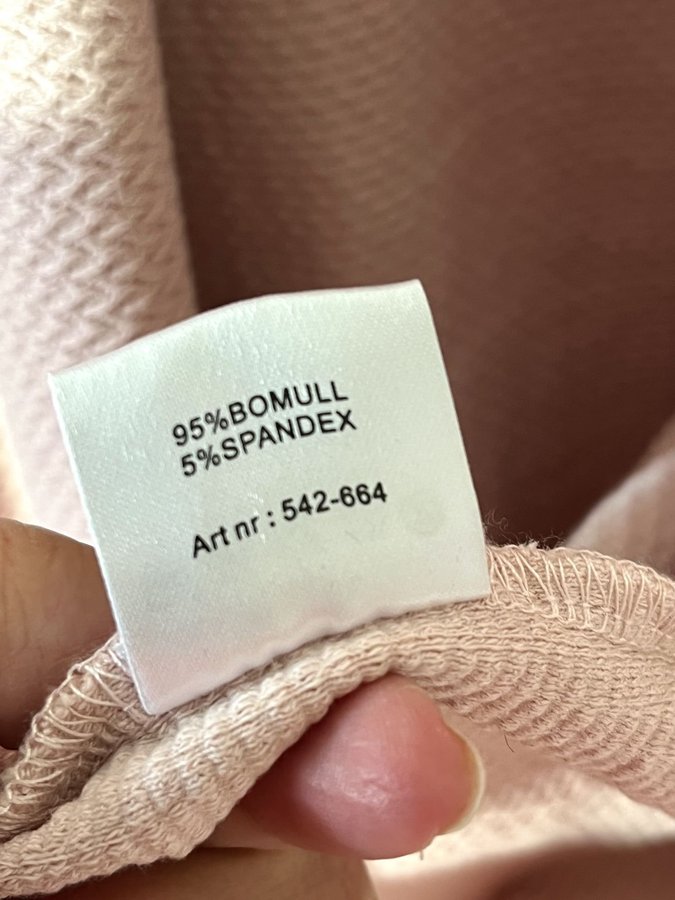 95%BOMULL
5%SPANDEX
Art nr : 542-664